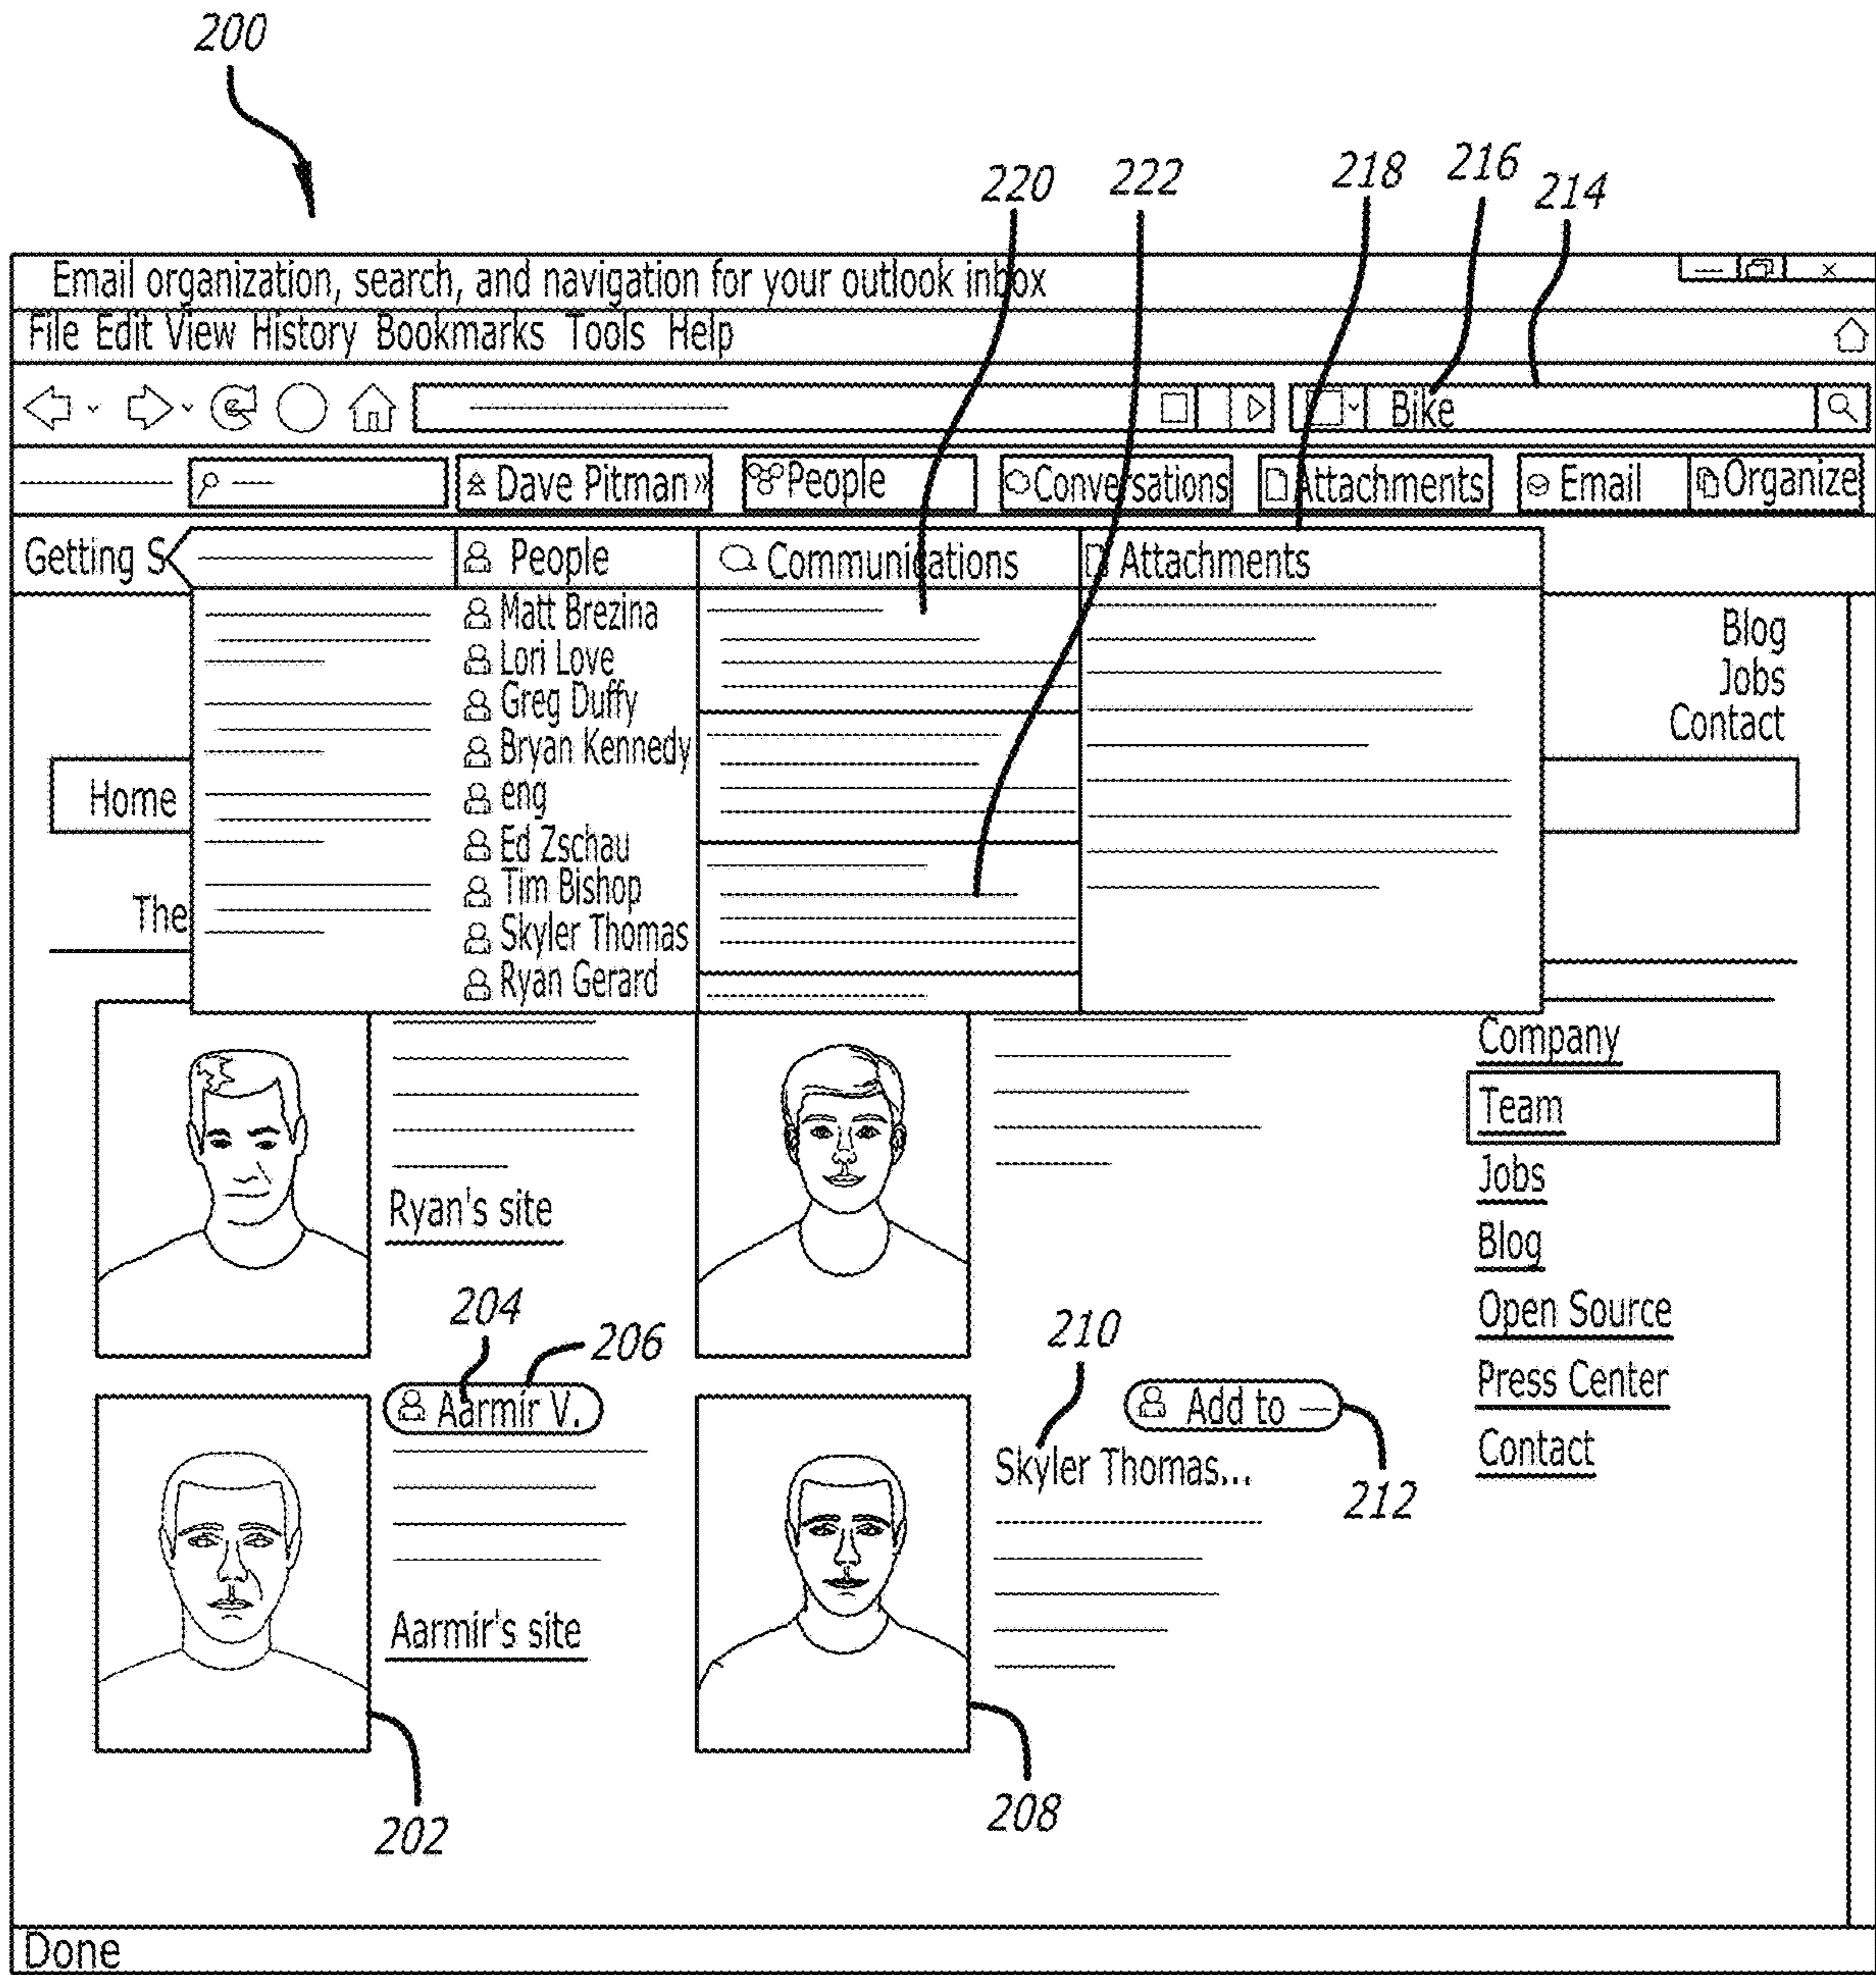 200
220 222 218 216 214
Email organization, search, and navigation for your outlook inbox
File Edit View History Bookmarks Tools Help
Bike
Dave Pitman» People Conversations Attachments Email Organize
Getting S People Communications Attachments
Matt Brezina
Lori Love
Greg Duffy
Bryan Kennedy
eng
Ed Zschau
Tim Bishop
Skyler Thomas
Ryan Gerard
Blog
Jobs
Contact
Home
The
Company
Team
Jobs
Blog
Open Source
Press Center
Contact
Ryan's site
204 206
Aarmir V.
Aarmir's site
202
210
Add to
Skyler Thomas...
212
208
Done